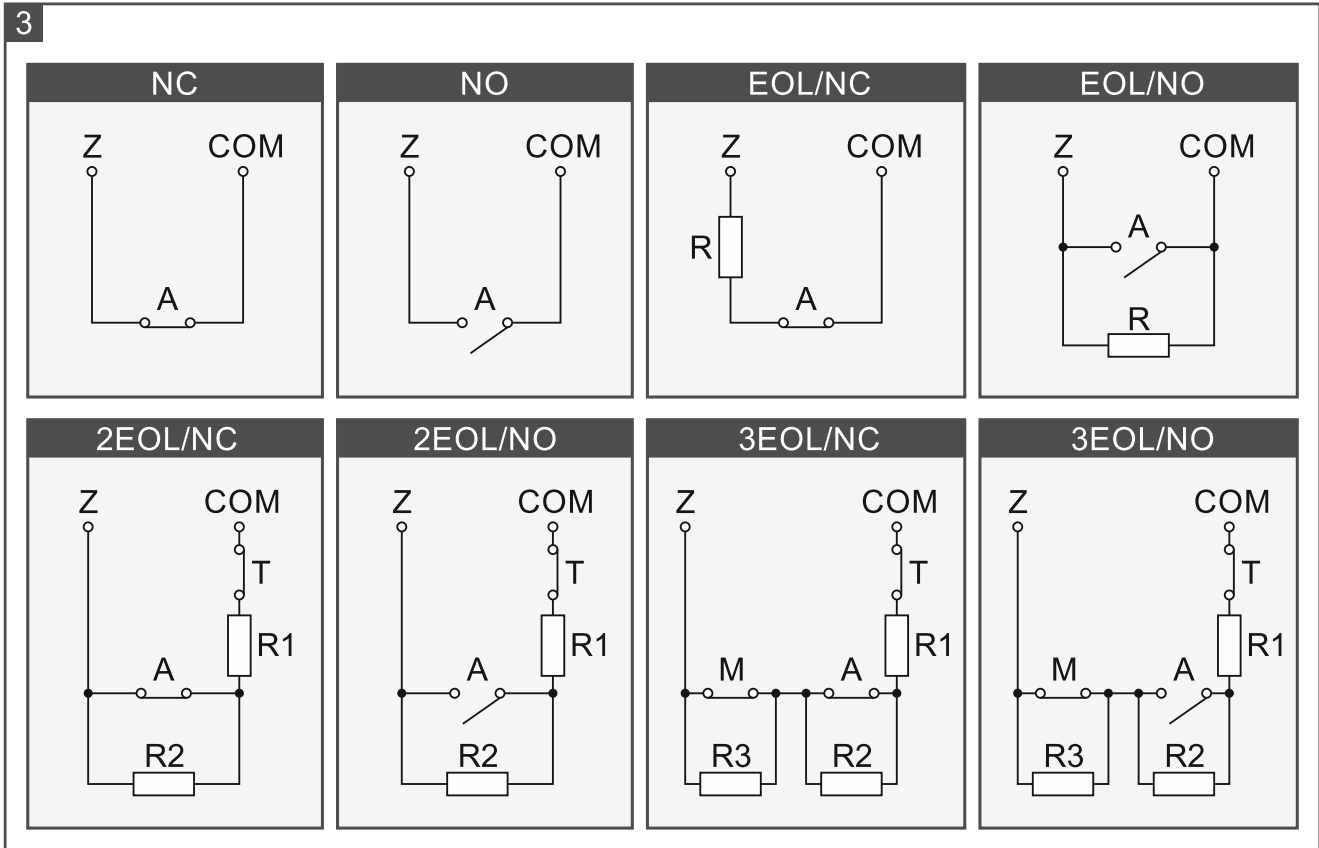 3
NC
NO
EOL/NC
EOL/NO
Z COM
A
Z COM
A
Z COM
R
A
Z COM
A
R
2EOL/NC
2EOL/NO
3EOL/NC
3EOL/NO
Z COM
T
R1
A
R2
Z COM
T
R1
A
R2
Z COM
T
R1
M A
R3 R2
Z COM
T
R1
M A
R3 R2